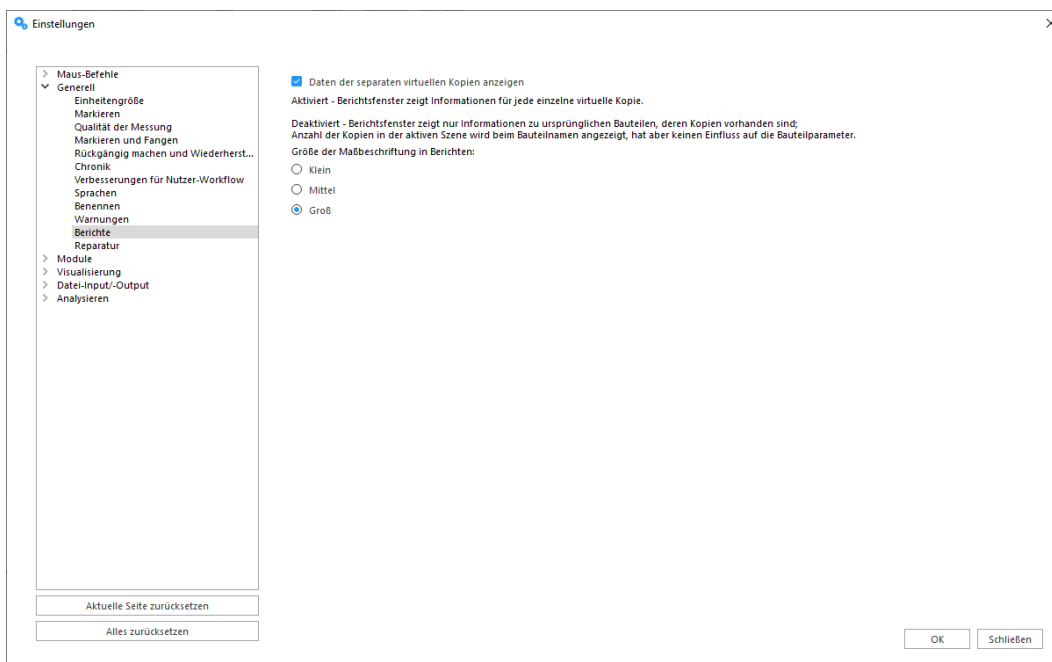 Einstellungen
Maus-Befehle
Generell
Einheitengröße
Markieren
Qualität der Messung
Markieren und Fangen
Rückgängig machen und Wiederherst...
Chronik
Verbesserungen für Nutzer-Workflow
Sprachen
Benennen
Warnungen
Berichte
Reparatur
Module
Visualisierung
Datei-Input/-Output
Analysieren
Aktuelle Seite zurücksetzen
Alles zurücksetzen
Daten der separaten virtuellen Kopien anzeigen
Aktiviert - Berichtsfenster zeigt Informationen für jede einzelne virtuelle Kopie.
Deaktiviert - Berichtsfenster zeigt nur Informationen zu ursprünglichen Bauteilen, deren Kopien vorhanden sind;
Anzahl der Kopien in der aktiven Szene wird beim Bauteilnamen angezeigt, hat aber keinen Einfluss auf die Bauteilparameter.
Größe der Maßbeschriftung in Berichten:
Klein
Mittel
Groß
OK
Schließen